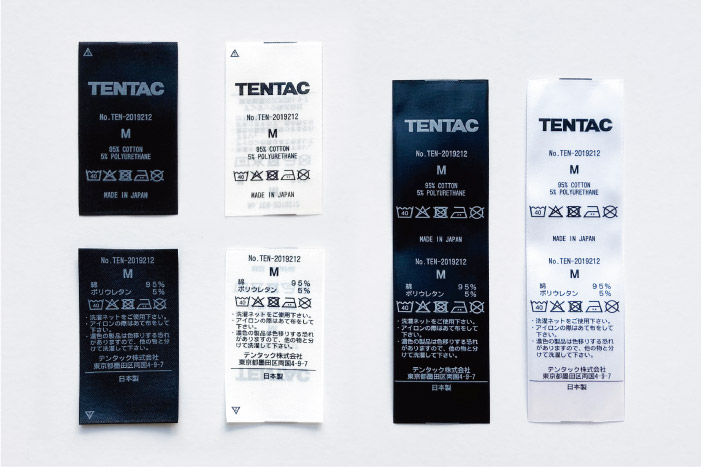 TENTAC
No.TEN-2019212
M
95% COTTON
5% POLYURETHANE
40
MADE IN JAPAN
TENTAC
No.TEN-2019212
M
95% COTTON
5% POLYURETHANE
40
MADE IN JAPAN
No.TEN-2019212
M
綿 95%
ポリウレタン 5%
40
・洗濯ネットをご使用下さい。
・アイロンの際はあて布をして
下さい。
・濃色の製品は色移りする恐れ
がありますので、他の物と分
けて洗濯して下さい。
テンタック株式会社
東京都墨田区両国4-9-7
日本製
No.TEN-2019212
M
綿 95%
ポリウレタン 5%
40
・洗濯ネットをご使用下さい。
・アイロンの際はあて布をして
下さい。
・濃色の製品は色移りする恐れ
がありますので、他の物と分
けて洗濯して下さい。
テンタック株式会社
東京都墨田区両国4-9-7
日本製
TENTAC
No.TEN-2019212
M
95% COTTON
5% POLYURETHANE
40
MADE IN JAPAN
No.TEN-2019212
M
綿 95%
ポリウレタン 5%
40
・洗濯ネットをご使用下さい。
・アイロンの際はあて布をして
下さい。
・濃色の製品は色移りする恐れ
がありますので、他の物と分
けて洗濯して下さい。
テンタック株式会社
東京都墨田区両国4-9-7
日本製
TENTAC
No.TEN-2019212
M
95% COTTON
5% POLYURETHANE
40
MADE IN JAPAN
No.TEN-2019212
M
綿 95%
ポリウレタン 5%
40
・洗濯ネットをご使用下さい。
・アイロンの際はあて布をして
下さい。
・濃色の製品は色移りする恐れ
がありますので、他の物と分
けて洗濯して下さい。
テンタック株式会社
東京都墨田区両国4-9-7
日本製